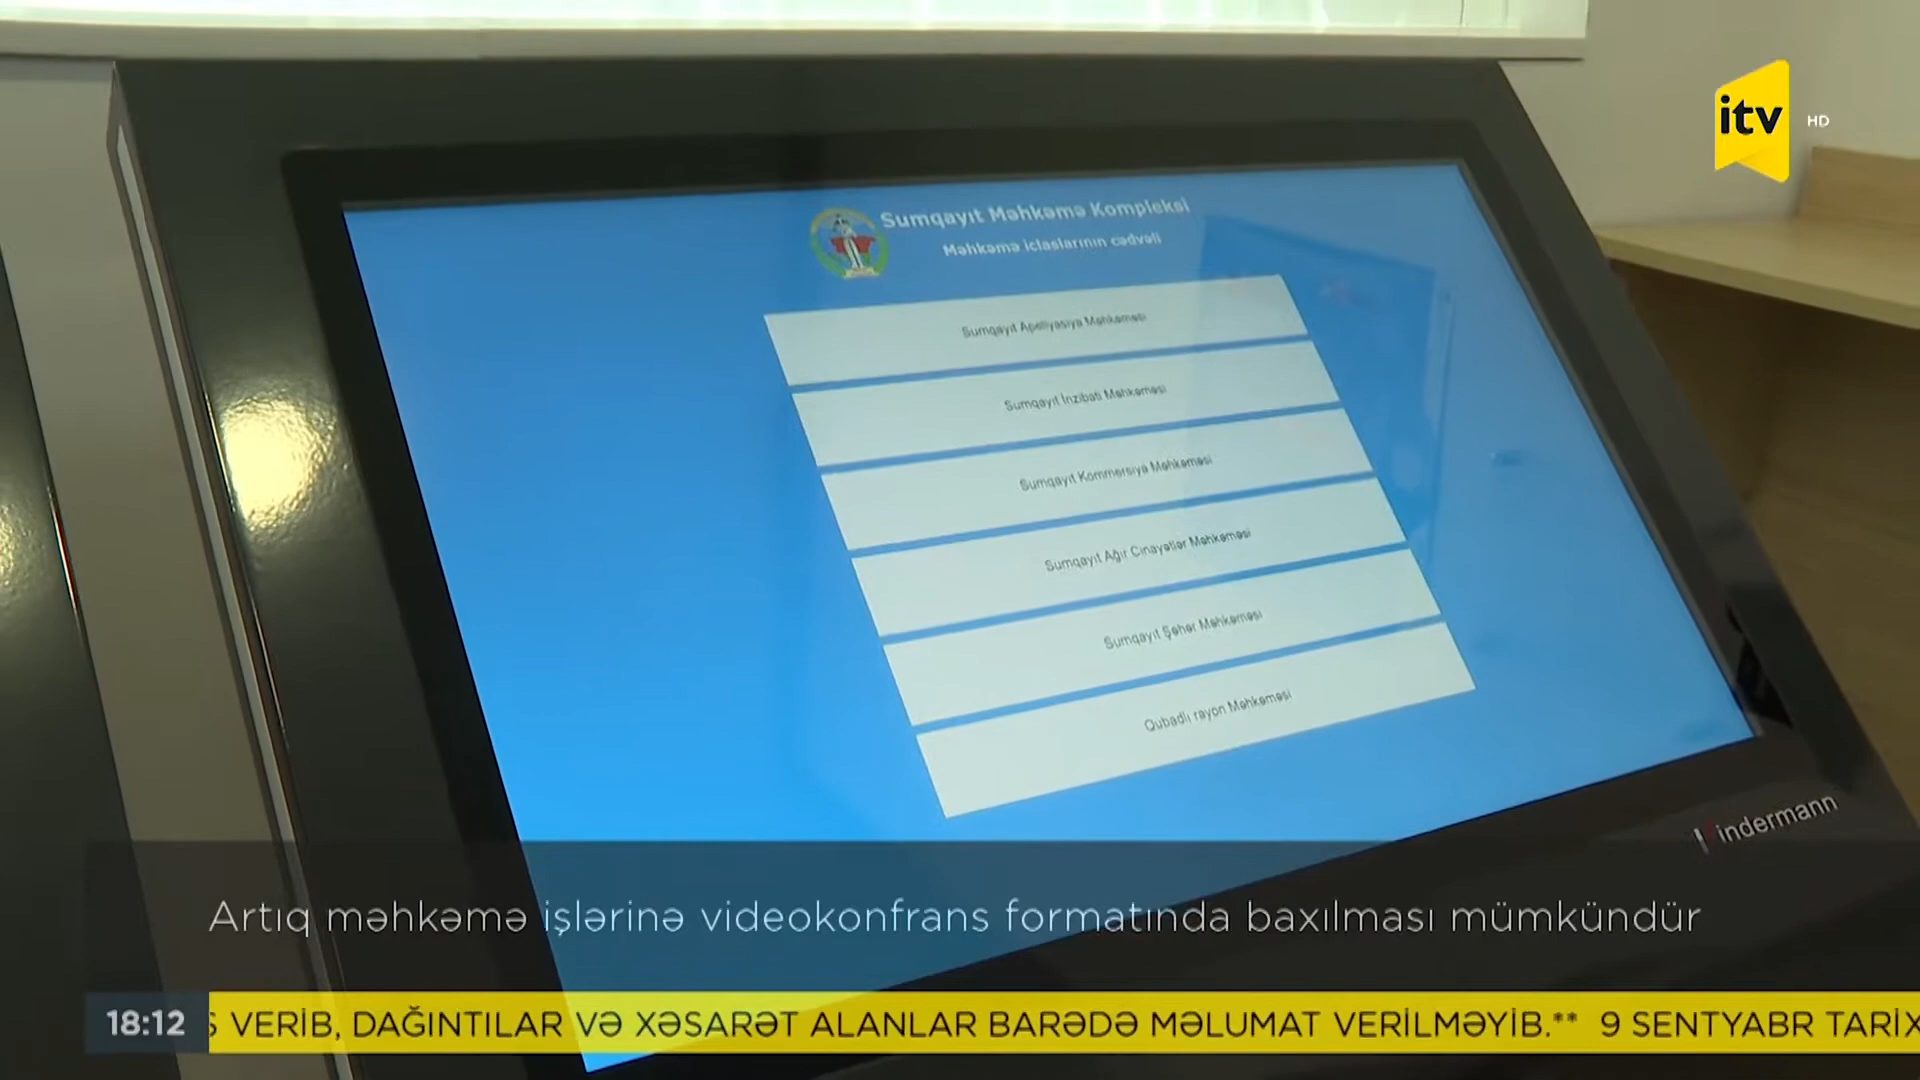 itv HD
Sumqayıt Məhkəmə Kompleksi
Məhkəmə iclaslarının cədvəli
Sumqayıt Apellyasiya Məhkəməsi
Sumqayıt İnzibati Məhkəməsi
Sumqayıt Kommersiya Məhkəməsi
Sumqayıt Ağır Cinayətlər Məhkəməsi
Sumqayıt Şəhər Məhkəməsi
Qubadlı rayon Məhkəməsi
Kindermann
Artıq məhkəmə işlərinə videokonfrans formatında baxılması mümkündür
18:12 VERİB, DAĞINTILAR VƏ XƏSARƏT ALANLAR BARƏDƏ MƏLUMAT VERİLMƏYİB.** 9 SENTYABR TARİX